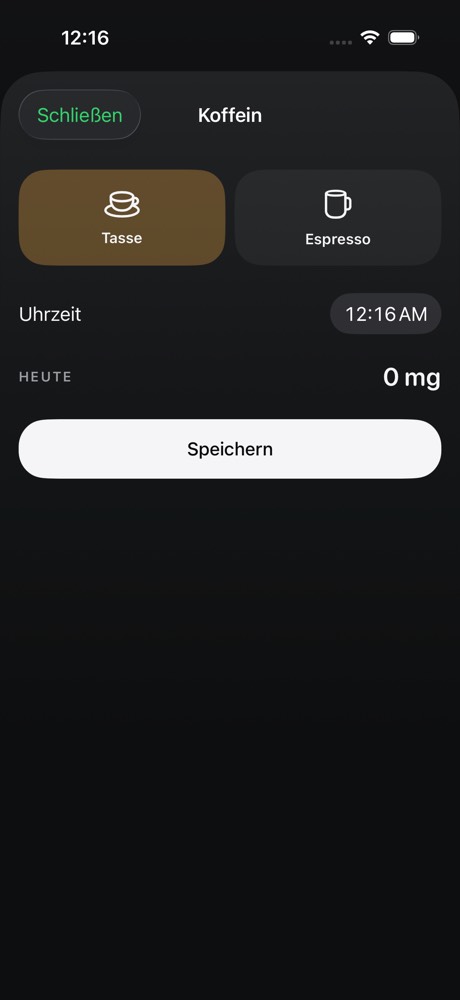 12:16
Schließen
Koffein
Tasse
Espresso
Uhrzeit
12:16 AM
HEUTE
0 mg
Speichern